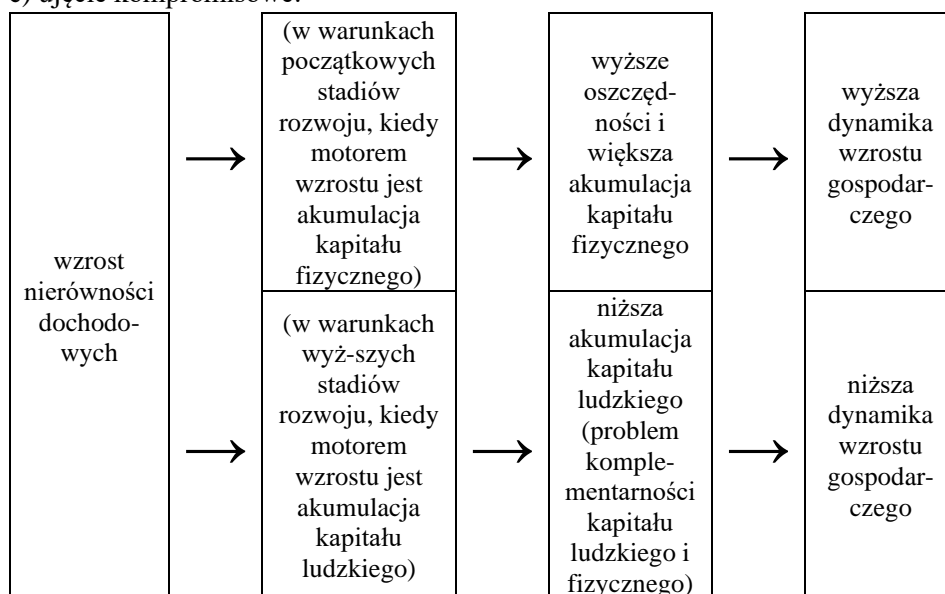 c) ujęcie kompromisowe:
wzrost
nierówności
dochodo-
wych
(w warunkach
początkowych
stadiów
rozwoju, kiedy
motorem
wzrostu jest
akumulacja
kapitału
fizycznego)
wyższe
oszczęd-
ności i
większa
akumulacja
kapitału
fizycznego
wyższa
dynamika
wzrostu
gospodar-
czego
(w warunkach
wyż-szych
stadiów
rozwoju, kiedy
motorem
wzrostu jest
akumulacja
kapitału
ludzkiego)
niższa
akumulacja
kapitału
ludzkiego
(problem
komple-
mentarności
kapitału
ludzkiego i
fizycznego)
niższa
dynamika
wzrostu
gospodar-
czego